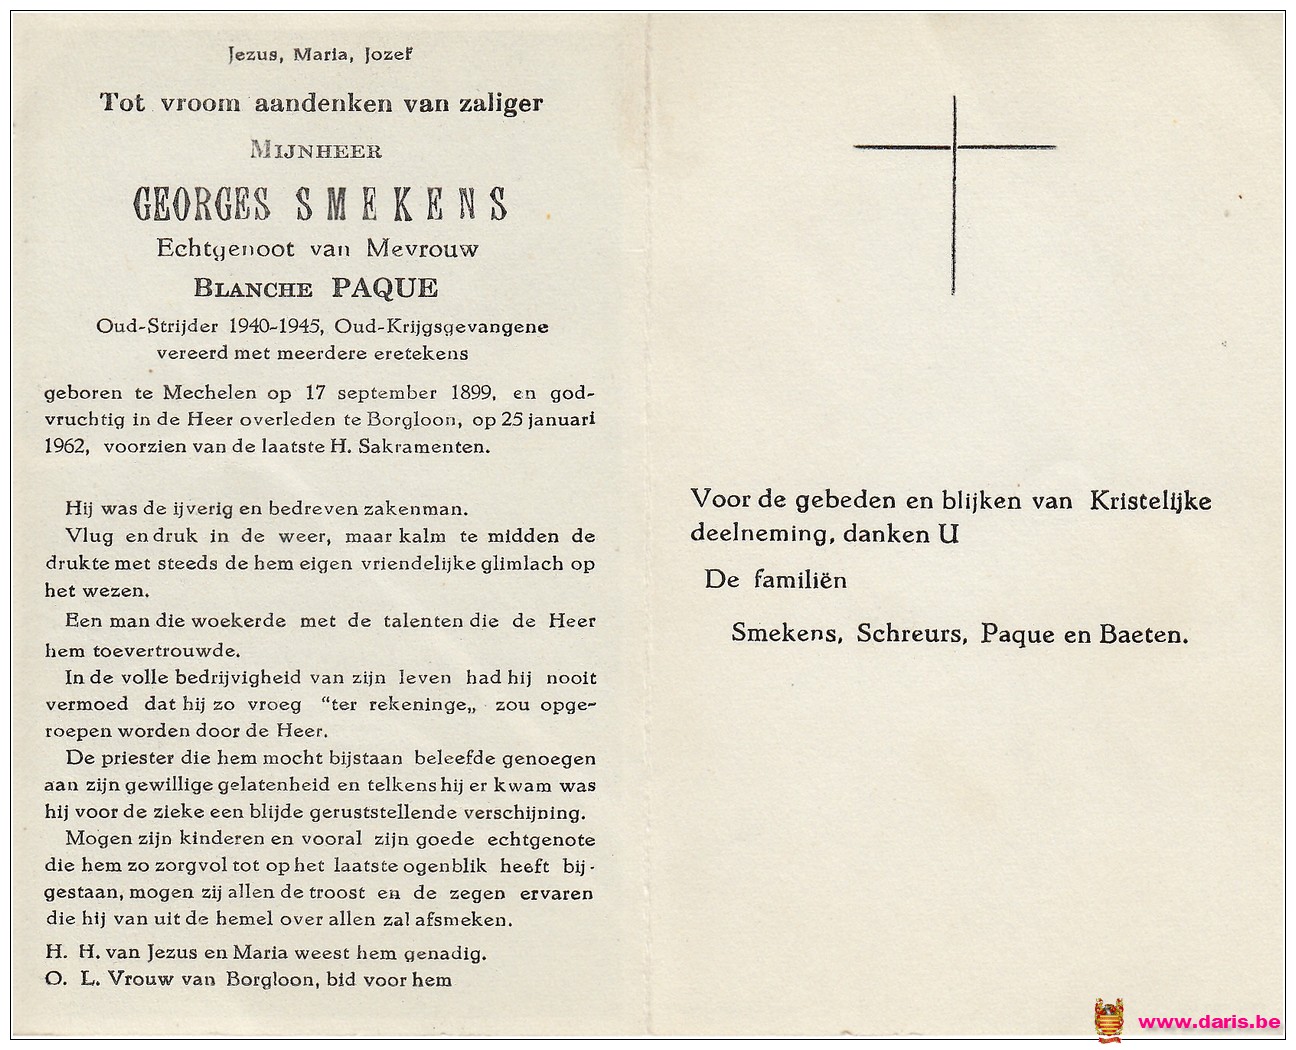 Jezus, Maria, Jozef
Tot vroom aandenken van zaliger
MIJNHEER
GEORGES SMEKENS
Echtgenoot van Mevrouw
BLANCHE PAQUE
Oud-Strijder 1940-1945, Oud-Krijgsgevangene
vereerd met meerdere eretekens
geboren te Mechelen op 17 september 1899, en god-
vruchtig in de Heer overleden te Borgloon, op 25 januari
1962, voorzien van de laatste H. Sakramenten.
Hij was de ijverig en bedreven zakenman.
Vlug en druk in de weer, maar kalm te midden de
drukte met steeds de hem eigen vriendelijke glimlach op
het wezen.
Een man die woekerde met de talenten die de Heer
hem toevertrouwde.
In de volle bedrijvigheid van zijn leven had hij nooit
vermoed dat hij zo vroeg “ter rekeninge„ zou opge-
roepen worden door de Heer.
De priester die hem mocht bijstaan beleefde genoegen
aan zijn gewillige gelatenheid en telkens hij er kwam was
hij voor de zieke een blijde geruststellende verschijning.
Mogen zijn kinderen en vooral zijn goede echtgenote
die hem zo zorgvol tot op het laatste ogenblik heeft bij-
gestaan, mogen zij allen de troost en de zegen ervaren
die hij van uit de hemel over allen zal afsmeken.
H. H. van Jezus en Maria weest hem genadig.
O. L. Vrouw van Borgloon, bid voor hem
Voor de gebeden en blijken van Kristelijke
deelneming, danken U
De familiën
Smekens, Schreurs, Paque en Baeten.
www.daris.be